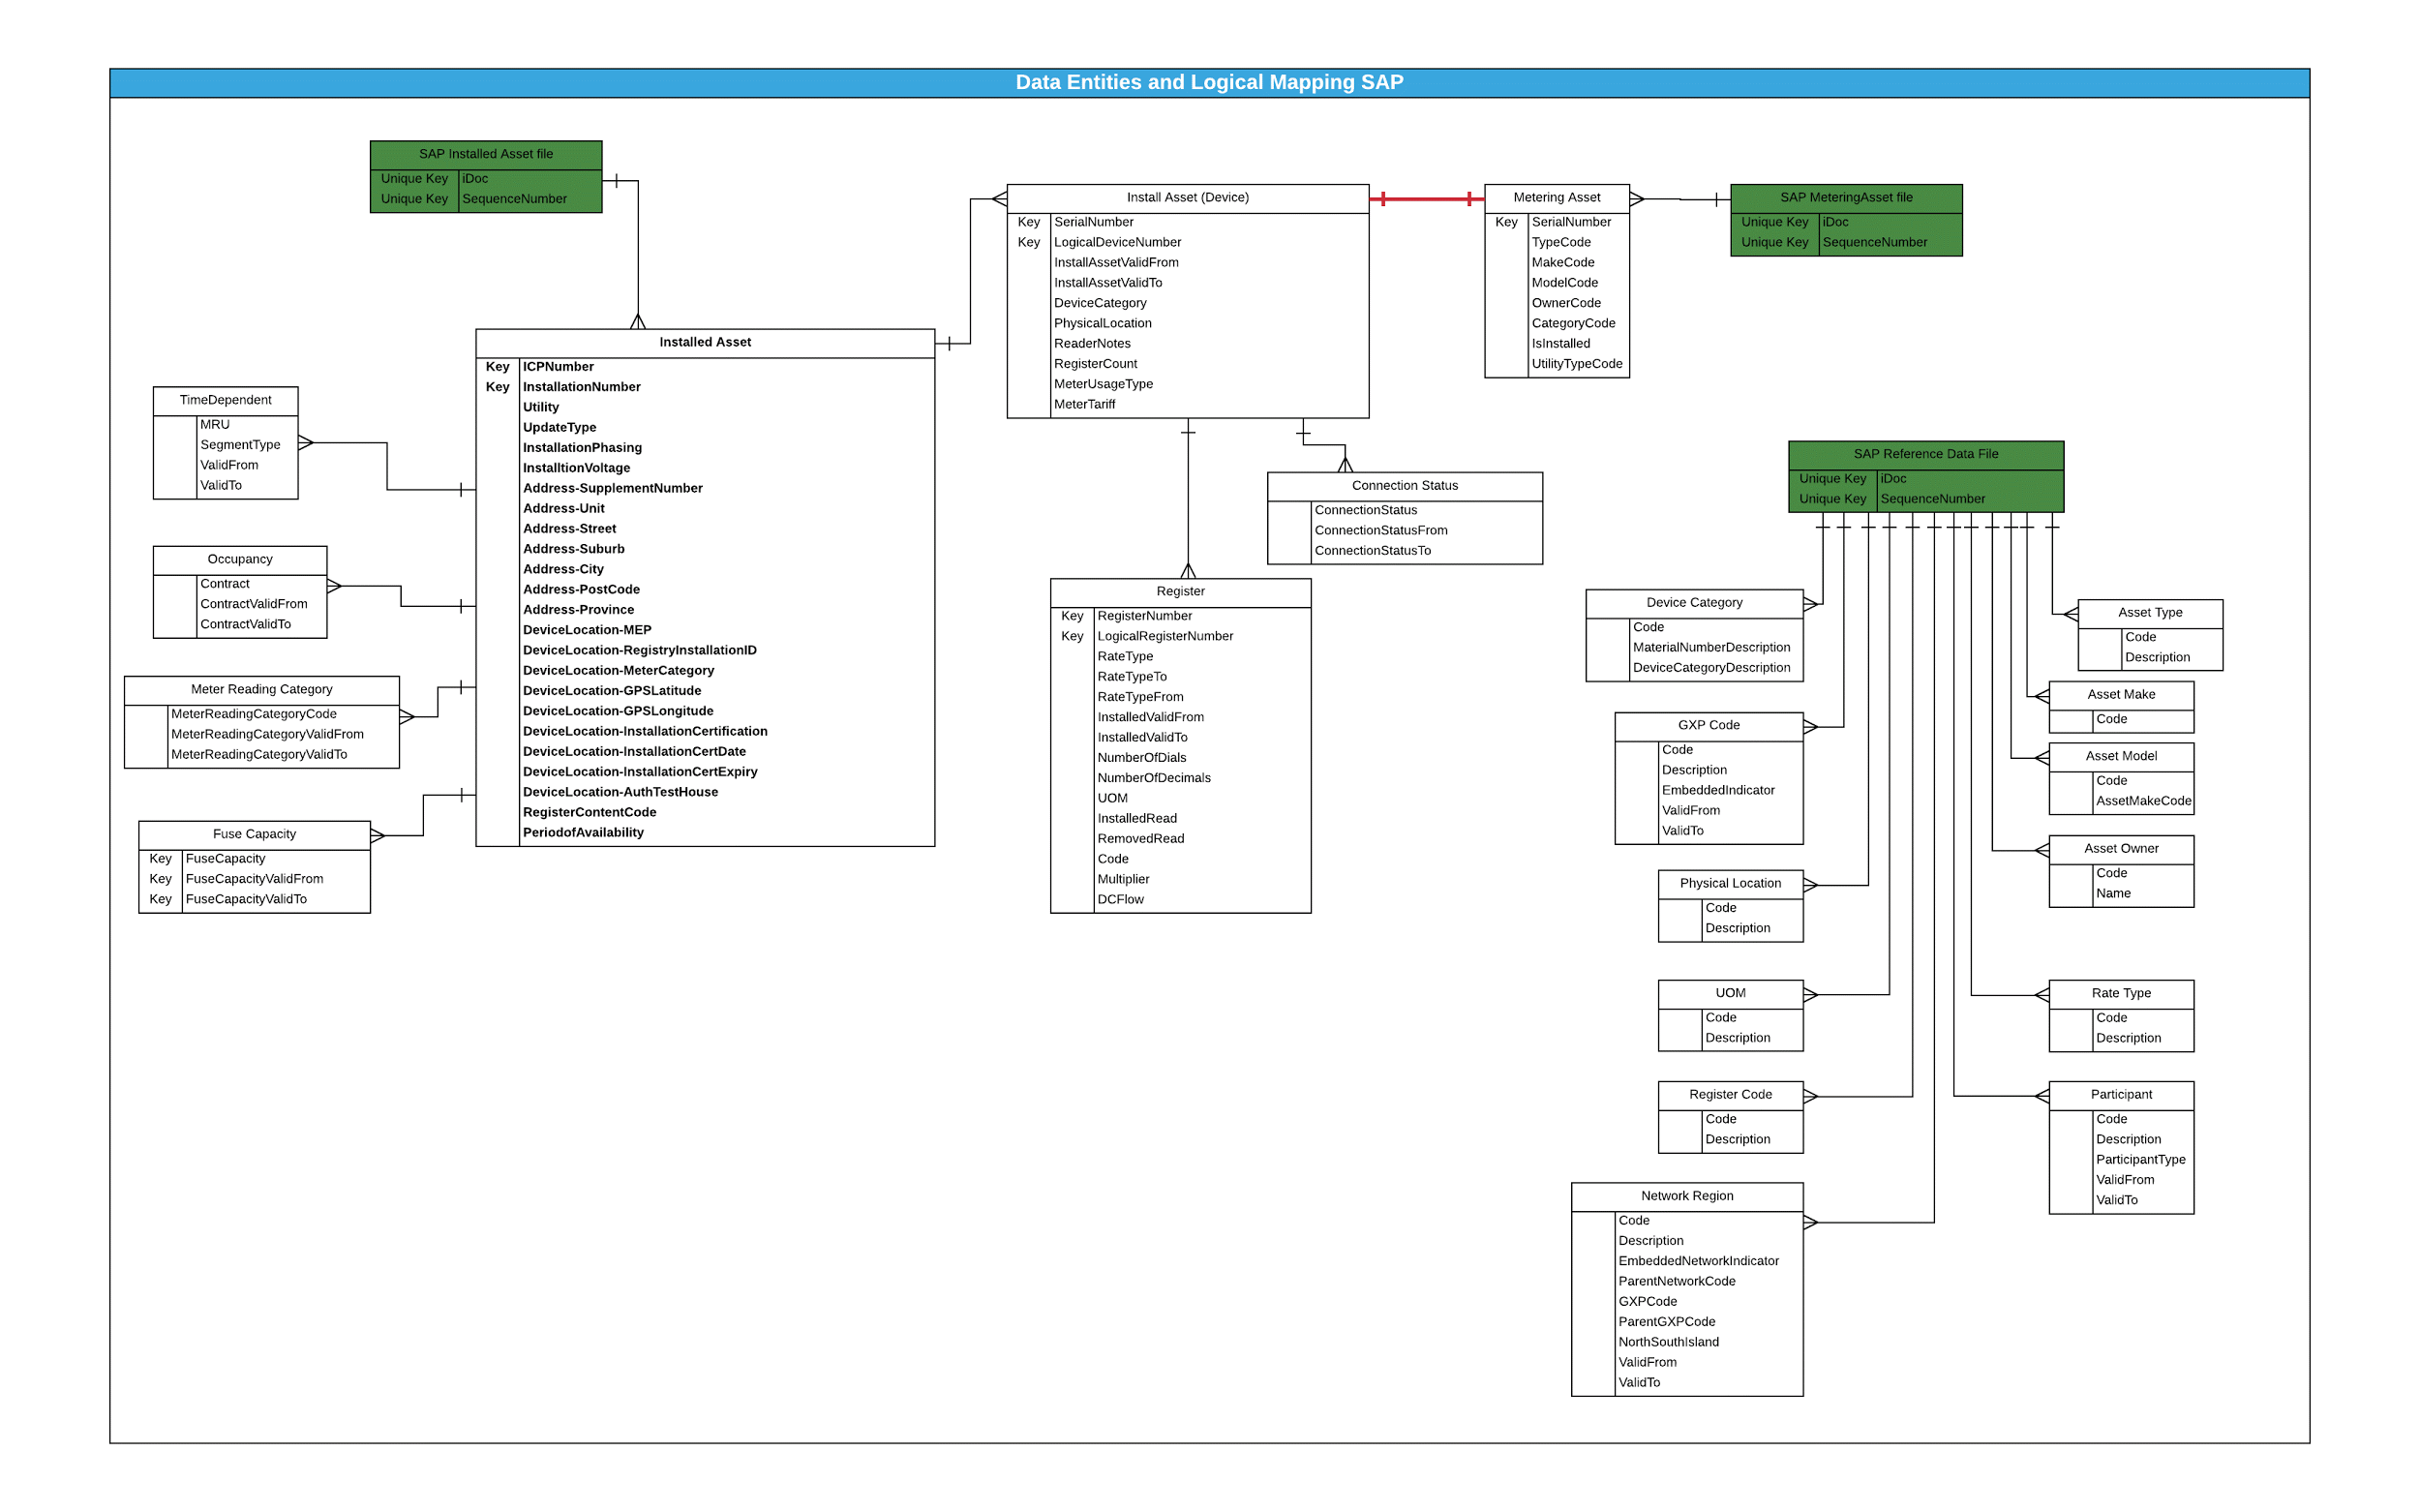 Data Entities and Logical Mapping SAP
SAP Installed Asset file
Unique Key iDoc
Unique Key SequenceNumber
Install Asset (Device)
Key SerialNumber
Key LogicalDeviceNumber
InstallAssetValidFrom
InstallAssetValidTo
DeviceCategory
PhysicalLocation
ReaderNotes
RegisterCount
MeterUsageType
MeterTariff
Metering Asset
Key SerialNumber
TypeCode
MakeCode
ModelCode
OwnerCode
CategoryCode
IsInstalled
UtilityTypeCode
SAP MeteringAsset file
Unique Key iDoc
Unique Key SequenceNumber
Installed Asset
Key ICPNumber
Key InstallationNumber
Utility
UpdateType
InstallationPhasing
InstalltionVoltage
Address-SupplementNumber
Address-Unit
Address-Street
Address-Suburb
Address-City
Address-PostCode
Address-Province
DeviceLocation-MEP
DeviceLocation-RegistryInstallationID
DeviceLocation-MeterCategory
DeviceLocation-GPSLatitude
DeviceLocation-GPSLongitude
DeviceLocation-InstallationCertification
DeviceLocation-InstallationCertDate
DeviceLocation-InstallationCertExpiry
DeviceLocation-AuthTestHouse
RegisterContentCode
PeriodofAvailability
TimeDependent
MRU
SegmentType
ValidFrom
ValidTo
Occupancy
Contract
ContractValidFrom
ContractValidTo
Meter Reading Category
MeterReadingCategoryCode
MeterReadingCategoryValidFrom
MeterReadingCategoryValidTo
Fuse Capacity
Key FuseCapacity
Key FuseCapacityValidFrom
Key FuseCapacityValidTo
Connection Status
ConnectionStatus
ConnectionStatusFrom
ConnectionStatusTo
Register
Key RegisterNumber
Key LogicalRegisterNumber
RateType
RateTypeTo
RateTypeFrom
InstalledValidFrom
InstalledValidTo
NumberOfDials
NumberOfDecimals
UOM
InstalledRead
RemovedRead
Code
Multiplier
DCFlow
SAP Reference Data File
Unique Key iDoc
Unique Key SequenceNumber
Device Category
Code
MaterialNumberDescription
DeviceCategoryDescription
GXP Code
Code
Description
EmbeddedIndicator
ValidFrom
ValidTo
Physical Location
Code
Description
UOM
Code
Description
Register Code
Code
Description
Network Region
Code
Description
EmbeddedNetworkIndicator
ParentNetworkCode
GXPCode
ParentGXPCode
NorthSouthIsland
ValidFrom
ValidTo
Asset Type
Code
Description
Asset Make
Code
Asset Model
Code
AssetMakeCode
Asset Owner
Code
Name
Rate Type
Code
Description
Participant
Code
Description
ParticipantType
ValidFrom
ValidTo